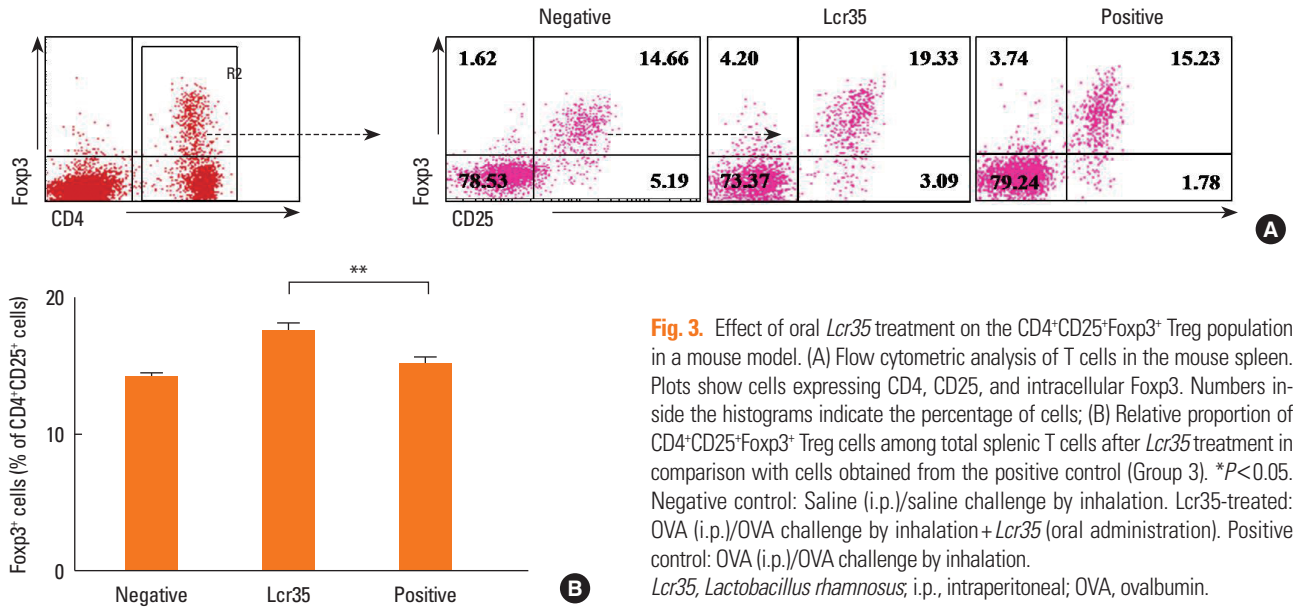 Negative Lcr35 Positive
Foxp3
R2
CD4
Foxp3
1.62 14.66
78.53 5.19
4.20 19.33
73.37 3.09
3.74 15.23
79.24 1.78
CD25
A
Foxp3⁺ cells (% of CD4⁺CD25⁺ cells)
20
10
0
**
Negative Lcr35 Positive
B
Fig. 3. Effect of oral Lcr35 treatment on the CD4⁺CD25⁺Foxp3⁺ Treg population
in a mouse model. (A) Flow cytometric analysis of T cells in the mouse spleen.
Plots show cells expressing CD4, CD25, and intracellular Foxp3. Numbers in-
side the histograms indicate the percentage of cells; (B) Relative proportion of
CD4⁺CD25⁺Foxp3⁺ Treg cells among total splenic T cells after Lcr35 treatment in
comparison with cells obtained from the positive control (Group 3). *P<0.05.
Negative control: Saline (i.p.)/saline challenge by inhalation. Lcr35-treated:
OVA (i.p.)/OVA challenge by inhalation+Lcr35 (oral administration). Positive
control: OVA (i.p.)/OVA challenge by inhalation.
Lcr35, Lactobacillus rhamnosus; i.p., intraperitoneal; OVA, ovalbumin.